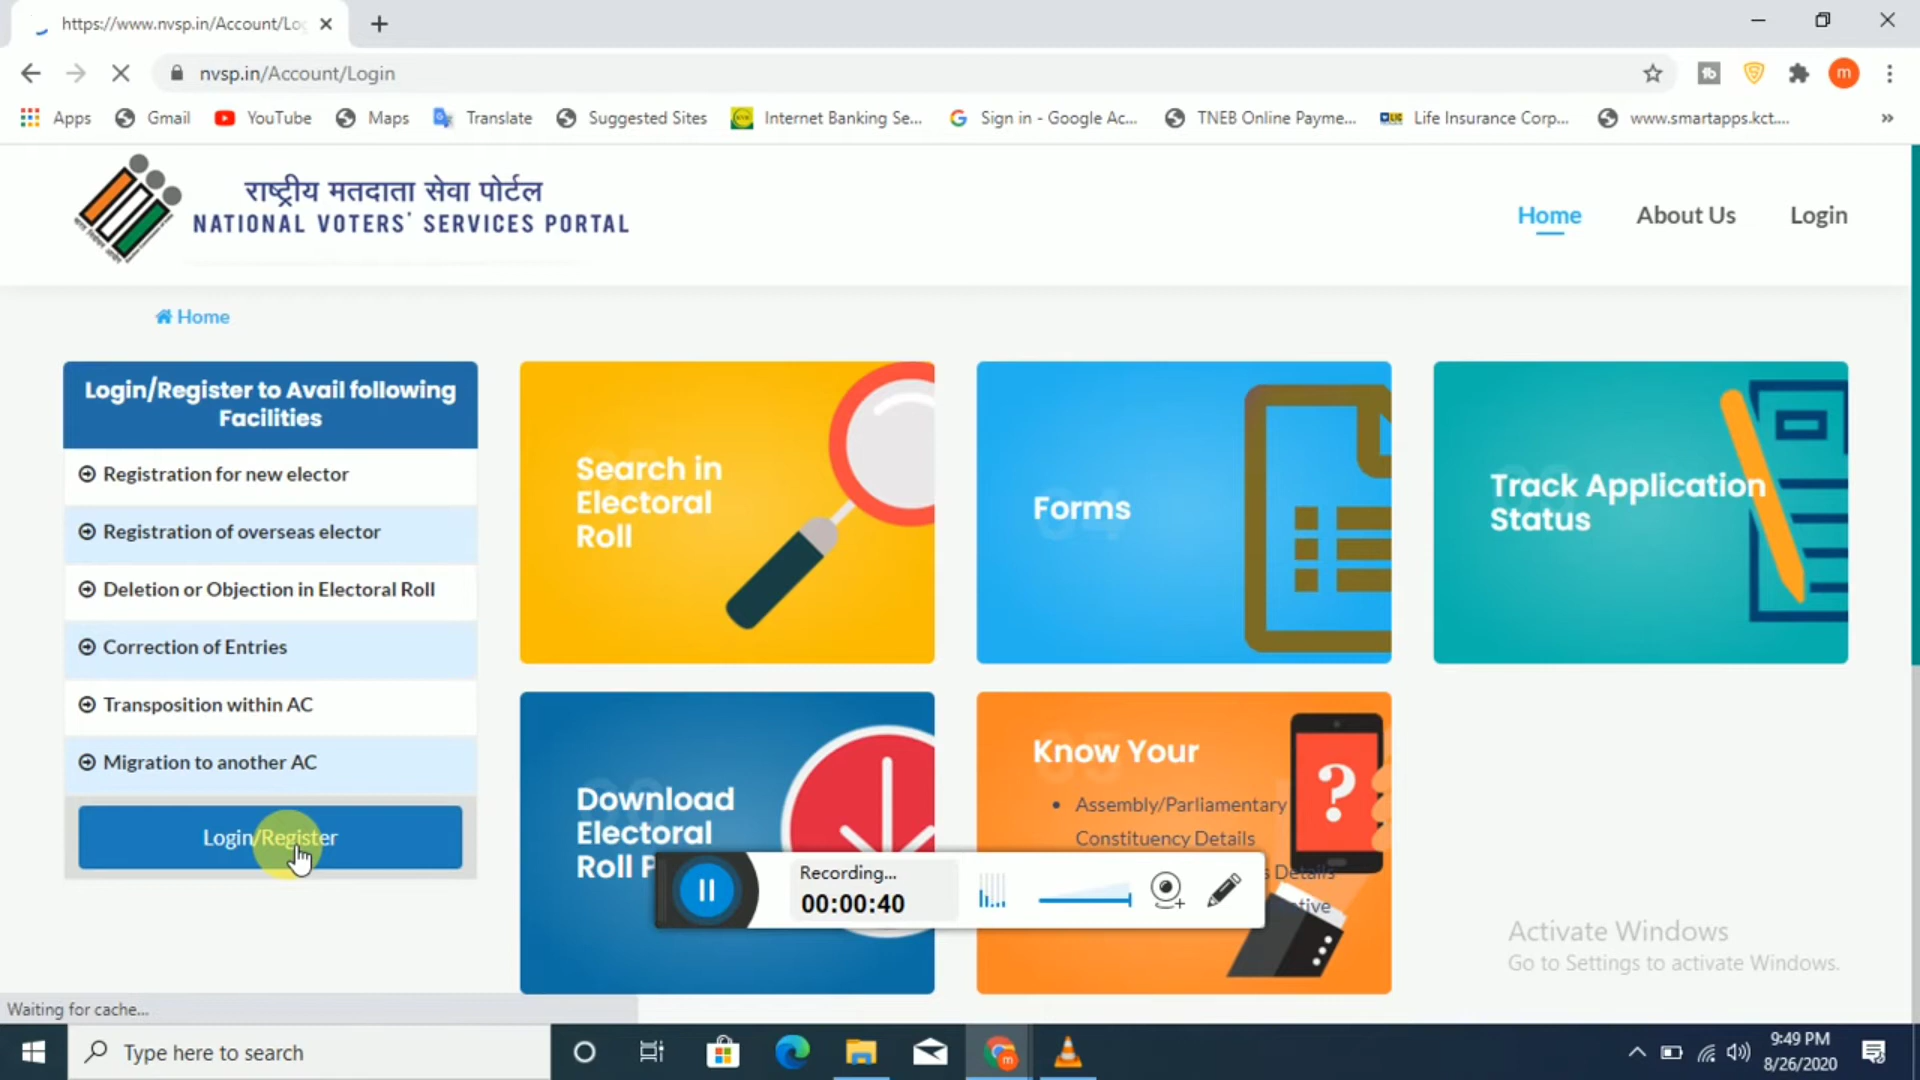 https://www.nvsp.in/Account/Lo
nvsp.in/Account/Login
m
Apps
Gmail
YouTube
Maps
Translate
Suggested Sites
Internet Banking Se...
Sign in - Google Ac...
TNEB Online Payme...
Life Insurance Corp...
www.smartapps.kct....
»
राष्ट्रीय मतदाता सेवा पोर्टल
NATIONAL VOTERS' SERVICES PORTAL
Home
About Us
Login
Home
Login/Register to Avail following
Facilities
Registration for new elector
Registration of overseas elector
Deletion or Objection in Electoral Roll
Correction of Entries
Transposition within AC
Migration to another AC
Login/Register
Search in
Electoral
Roll
Forms
Track Application
Status
Download
Electoral
Roll P
Know Your
• Assembly/Parliamentary
Constituency Details
Details
Recording...
00:00:40
Activate Windows
Go to Settings to activate Windows.
Waiting for cache...
Type here to search
9:49 PM
8/26/2020